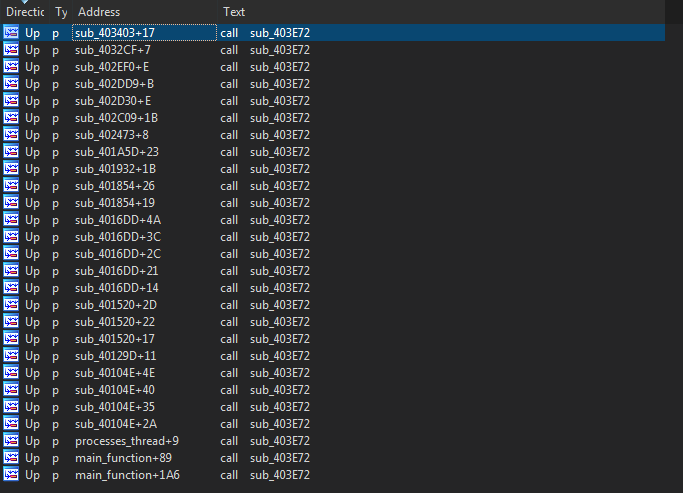 Directic Ty Address Text
Up p sub_403403+17 call sub_403E72
Up p sub_4032CF+7 call sub_403E72
Up p sub_402EF0+E call sub_403E72
Up p sub_402DD9+B call sub_403E72
Up p sub_402D30+E call sub_403E72
Up p sub_402C09+1B call sub_403E72
Up p sub_402473+8 call sub_403E72
Up p sub_401A5D+23 call sub_403E72
Up p sub_401932+1B call sub_403E72
Up p sub_401854+26 call sub_403E72
Up p sub_401854+19 call sub_403E72
Up p sub_4016DD+4A call sub_403E72
Up p sub_4016DD+3C call sub_403E72
Up p sub_4016DD+2C call sub_403E72
Up p sub_4016DD+21 call sub_403E72
Up p sub_4016DD+14 call sub_403E72
Up p sub_401520+2D call sub_403E72
Up p sub_401520+22 call sub_403E72
Up p sub_401520+17 call sub_403E72
Up p sub_40129D+11 call sub_403E72
Up p sub_40104E+4E call sub_403E72
Up p sub_40104E+40 call sub_403E72
Up p sub_40104E+35 call sub_403E72
Up p sub_40104E+2A call sub_403E72
Up p processes_thread+9 call sub_403E72
Up p main_function+89 call sub_403E72
Up p main_function+1A6 call sub_403E72